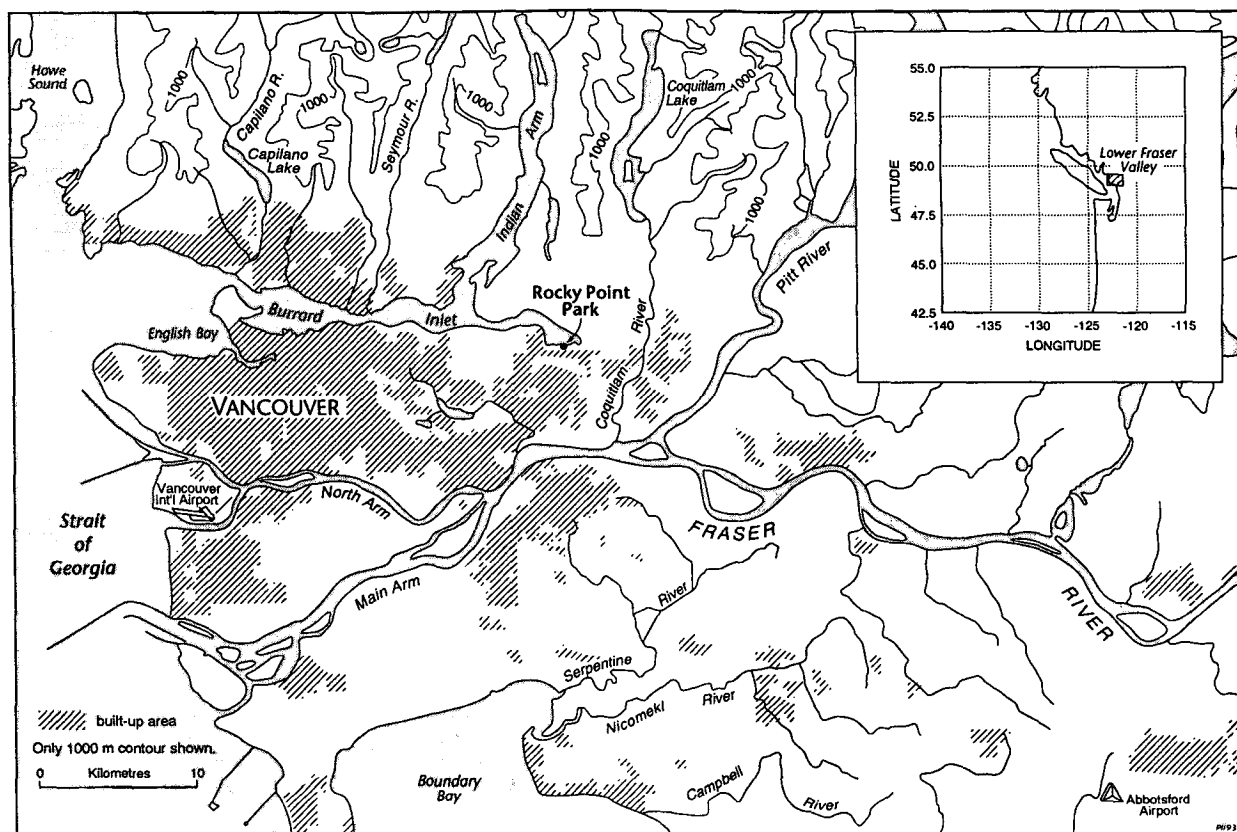 Howe
Sound
1000
Capilano R.
Capilano
Lake
1000
Seymour R.
1000
Indian
Arm
1000
Coquitlam
Lake
1000
1000
Pitt River
Burrard
Inlet
English Bay
Rocky Point
Park
Coquitlam
River
VANCOUVER
Vancouver
Int'l Airport
North Arm
Strait
of
Georgia
Main Arm
FRASER
RIVER
River
Serpentine
Nicomekl
River
Campbell
River
Boundary
Bay
Abbotsford
Airport
built-up area
Only 1000 m contour shown.
0 Kilometres 10
55.0
52.5
50.0
47.5
45.0
42.5
LATITUDE
Lower Fraser
Valley
-140 -135 -130 -125 -120 -115
LONGITUDE